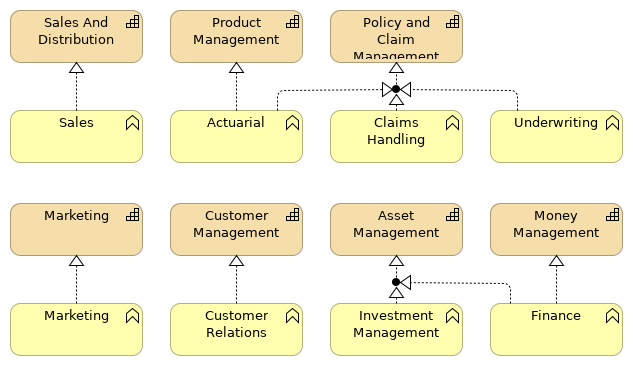 Sales And
Distribution
Product
Management
Policy and
Claim
Management
Sales
Actuarial
Claims
Handling
Underwriting
Marketing
Customer
Management
Asset
Management
Money
Management
Marketing
Customer
Relations
Investment
Management
Finance